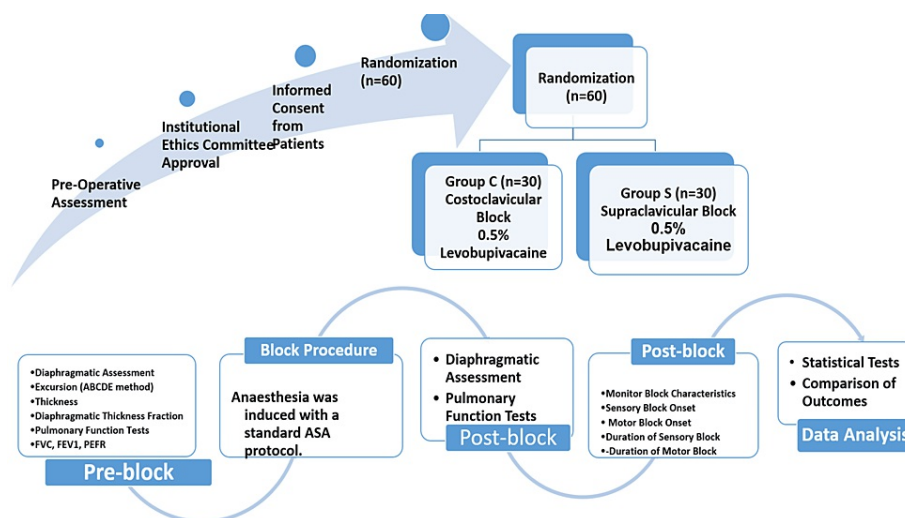 Pre-Operative
Assessment
Institutional
Ethics Committee
Approval
Informed
Consent
from
Patients
Randomization
(n=60)
Randomization
(n=60)
Group C (n=30)
Costoclavicular
Block
0.5%
Levobupivacaine
Group S (n=30)
Supraclavicular Block
0.5%
Levobupivacaine
•Diaphragmatic Assessment
•Excursion (ABCDE method)
•Thickness
•Diaphragmatic Thickness Fraction
•Pulmonary Function Tests
•FVC, FEV1, PEFR
Pre-block
Block Procedure
Anaesthesia was
induced with a
standard ASA
protocol.
• Diaphragmatic
Assessment
• Pulmonary
Function Tests
Post-block
Post-block
•Monitor Block Characteristics
•Sensory Block Onset
• Motor Block Onset
•Duration of Sensory Block
•-Duration of Motor Block
• Statistical Tests
• Comparison of
Outcomes
Data Analysis